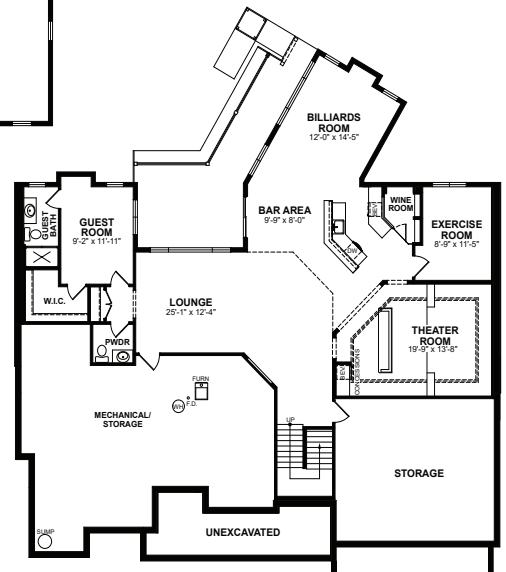 BILLIARDS
ROOM
12'-0" x 14'-5"
WINE
ROOM
BEV
BAR AREA
9'-9" x 8'-0"
EXERCISE
ROOM
8'-9" x 11'-5"
DW
GUEST
BATH
GUEST
ROOM
9'-2" x 11'-11"
W.I.C.
LOUNGE
25'-1" x 12'-4"
THEATER
ROOM
19'-9" x 13'-8"
PWDR
BEV
CONCESSIONS
FURN
WH
F.D.
MECHANICAL/
STORAGE
UP
STORAGE
UNEXCAVATED
SUMP